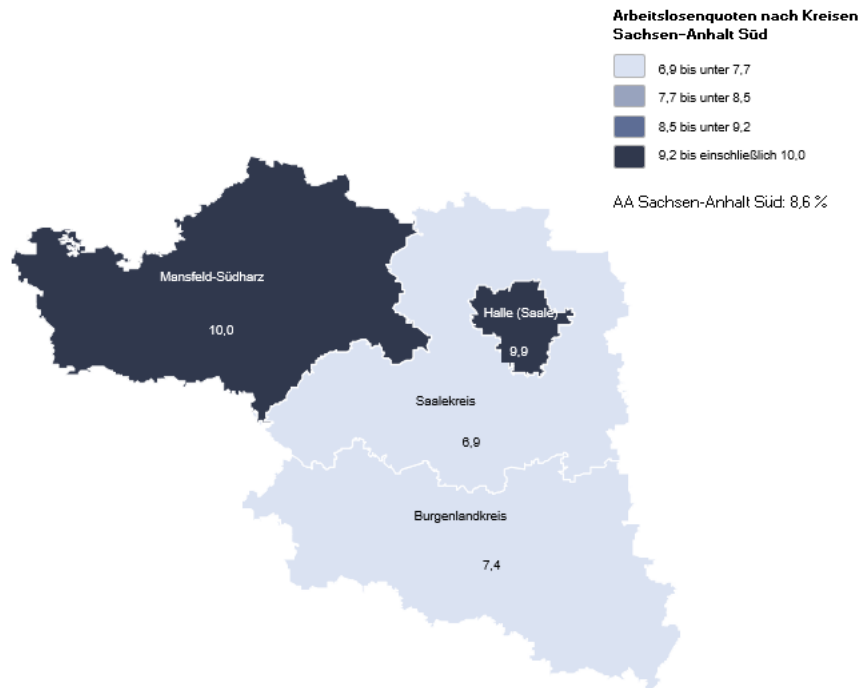 Arbeitslosenquoten nach Kreisen
Sachsen-Anhalt Süd
6,9 bis unter 7,7
7,7 bis unter 8,5
8,5 bis unter 9,2
9,2 bis einschließlich 10,0
AA Sachsen-Anhalt Süd: 8,6 %
Mansfeld-Südharz
10,0
Halle (Saale)
9,9
Saalekreis
6,9
Burgenlandkreis
7,4